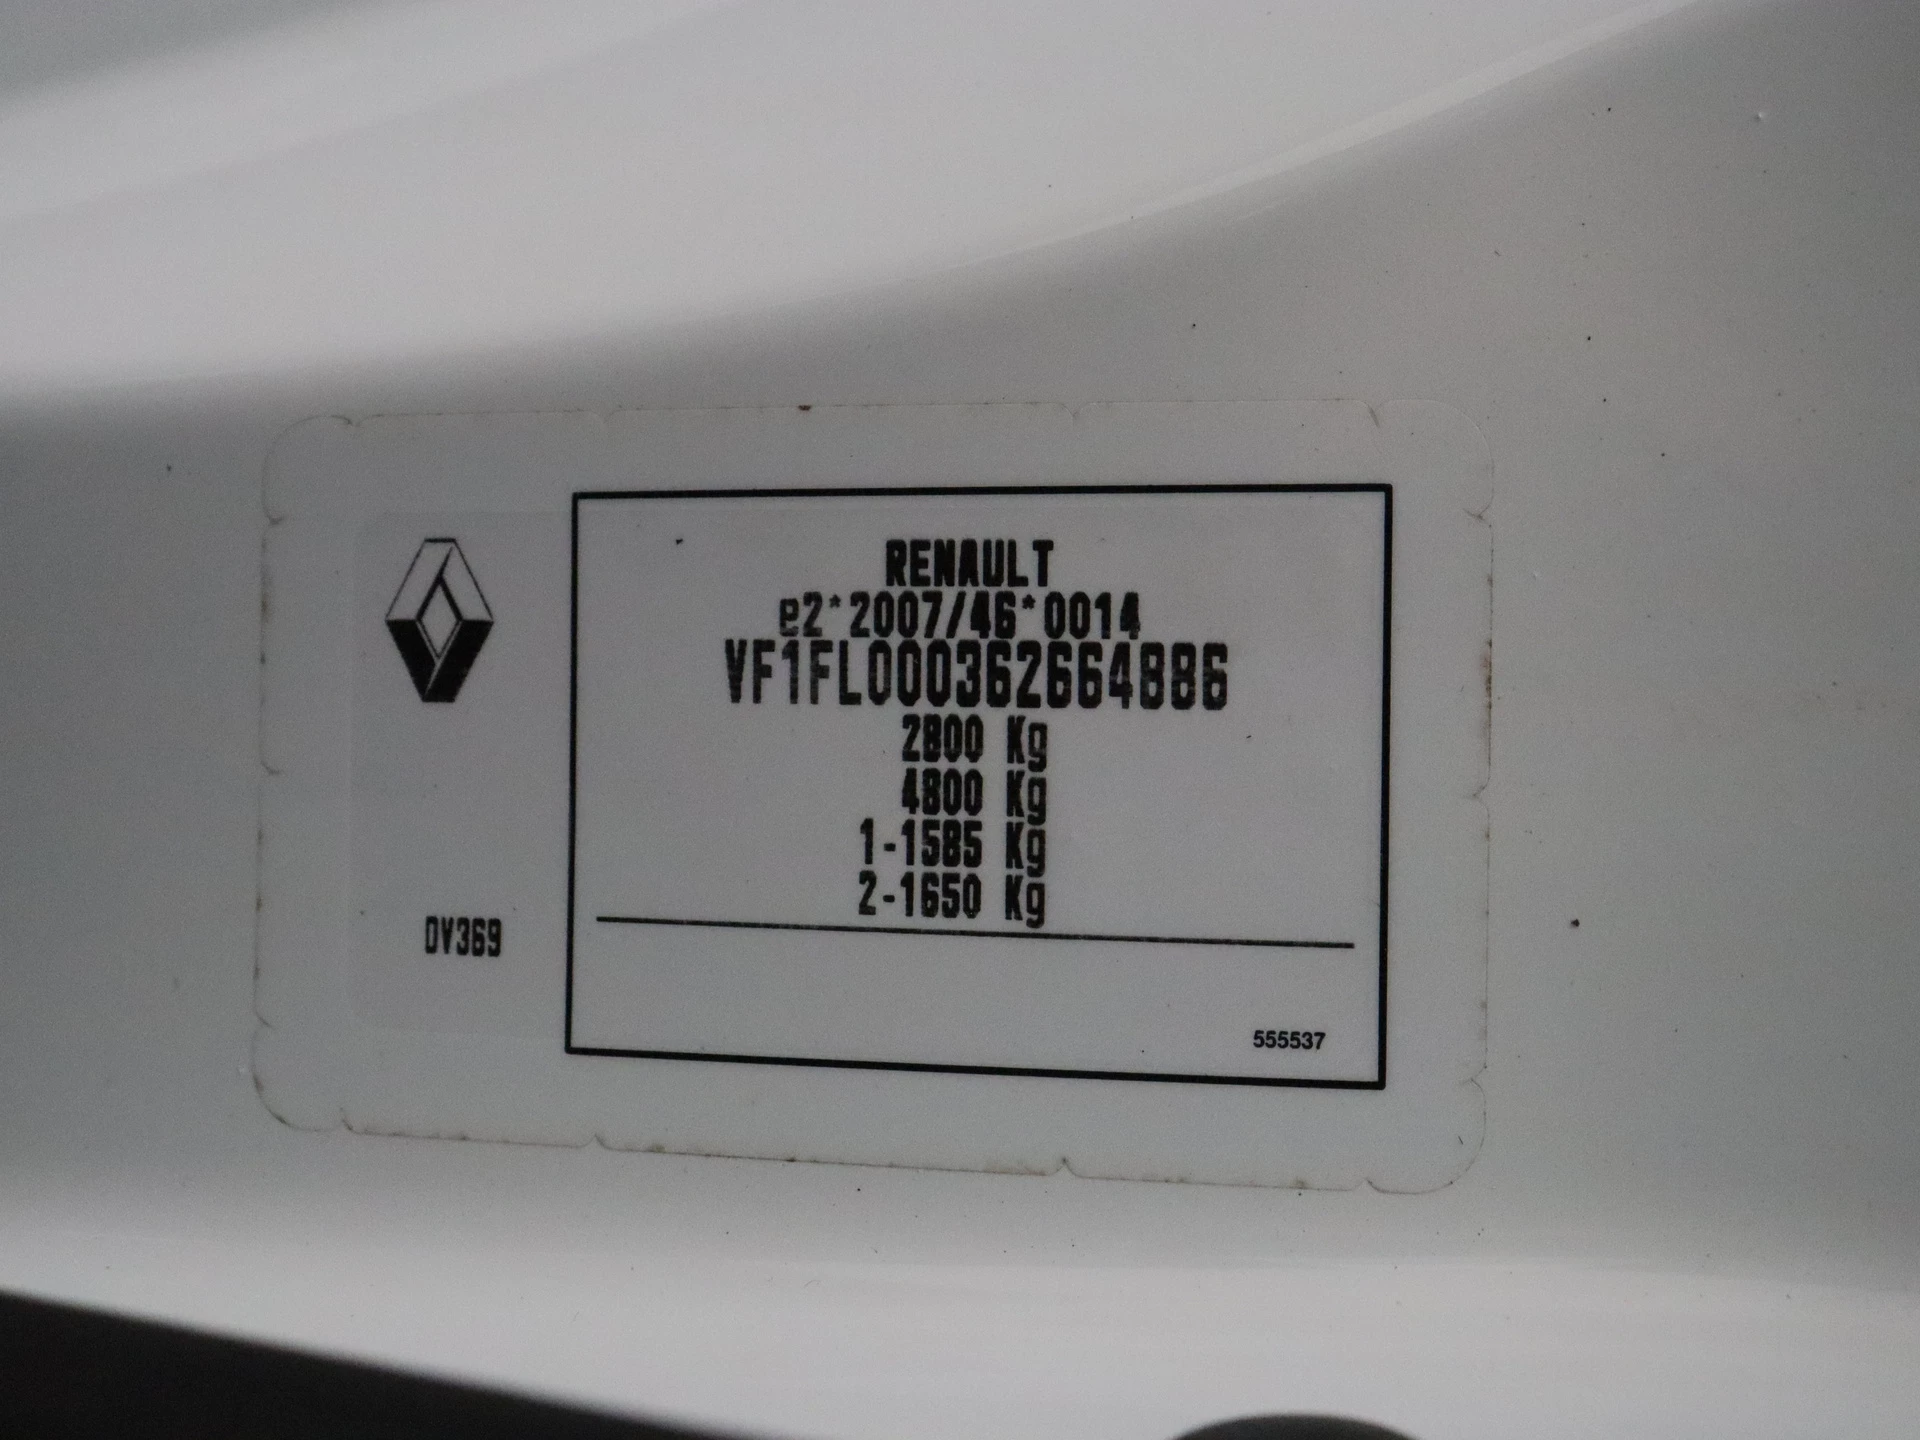 RENAULT
e2*2007/46*0014
VF1FL000362664886
2800 Kg
4800 Kg
1-1585 Kg
2-1650 Kg
DV369
555537